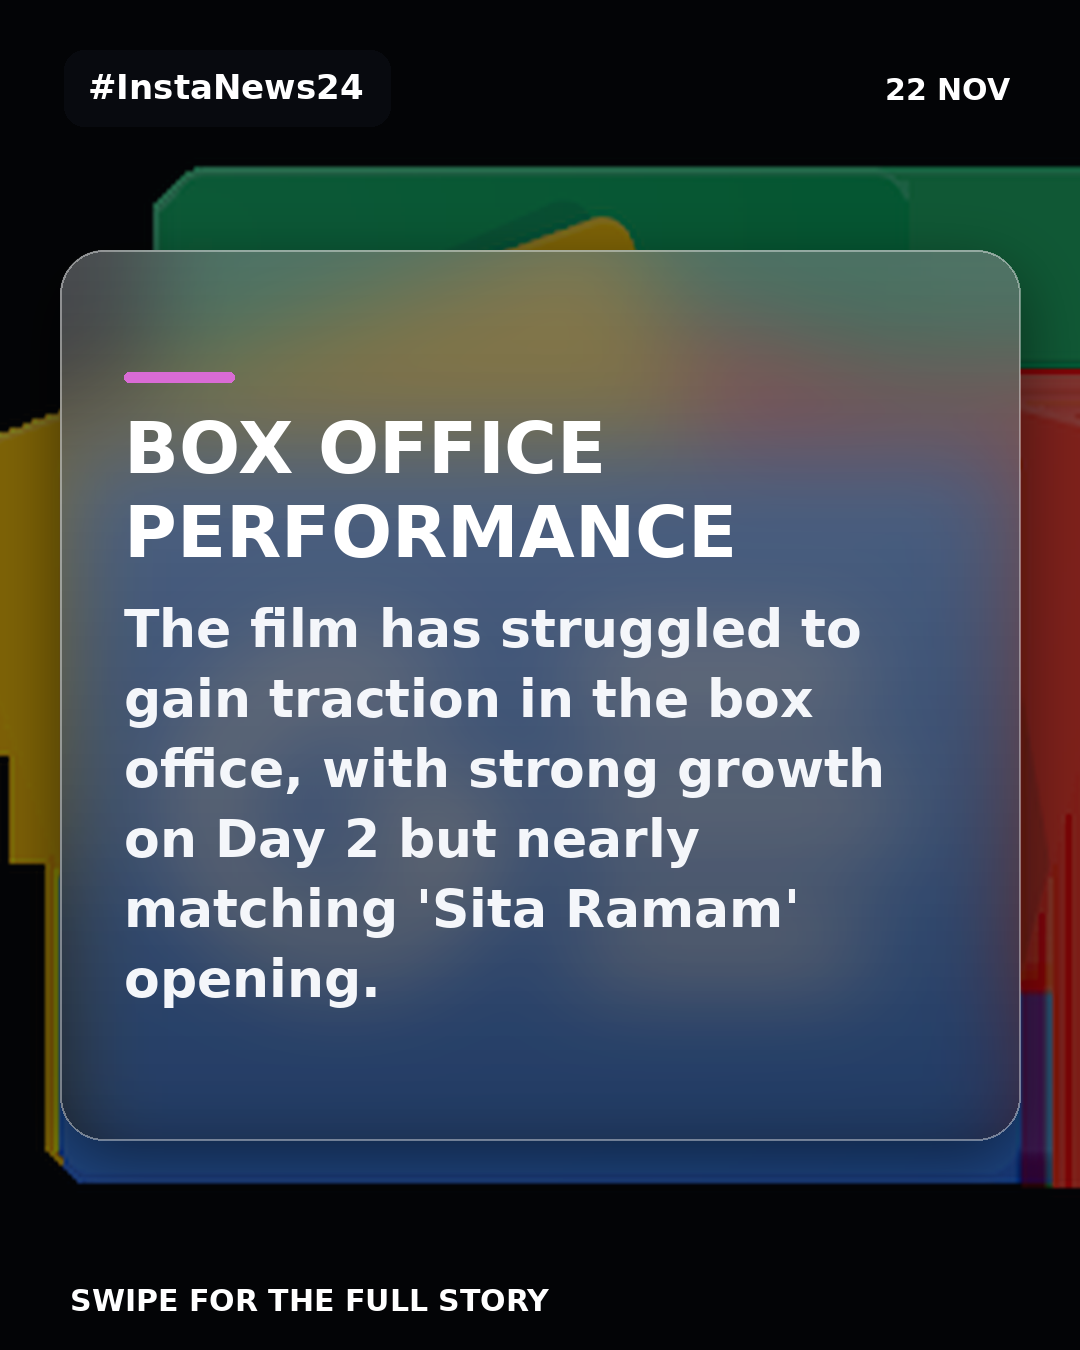 #InstaNews24
22 NOV
BOX OFFICE
PERFORMANCE
The film has struggled to
gain traction in the box
office, with strong growth
on Day 2 but nearly
matching 'Sita Ramam'
opening.
SWIPE FOR THE FULL STORY